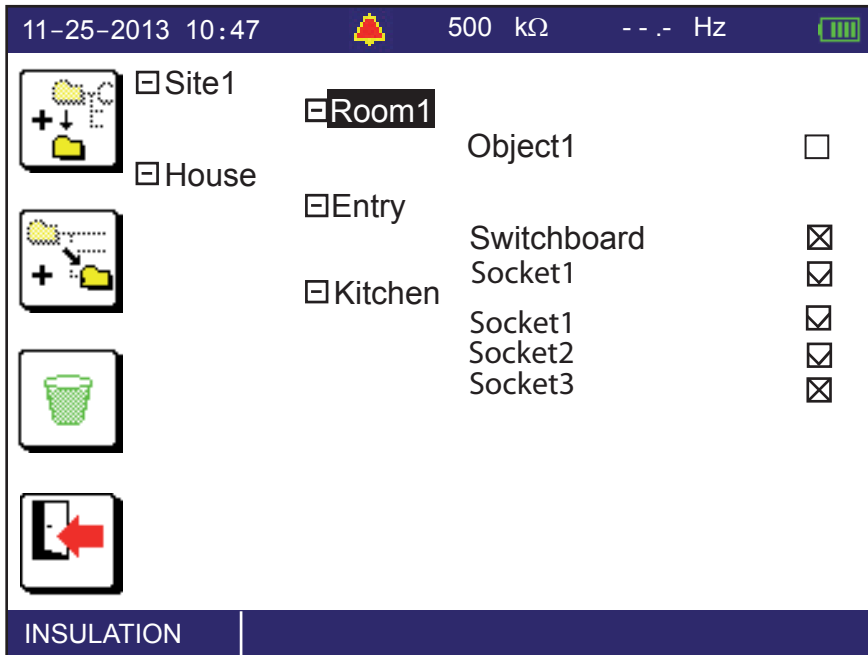 11-25-2013 10:47 500 kΩ - - .- Hz
Site1
Room1
Object1
House
Entry
Switchboard
Socket1
Kitchen
Socket1
Socket2
Socket3
INSULATION